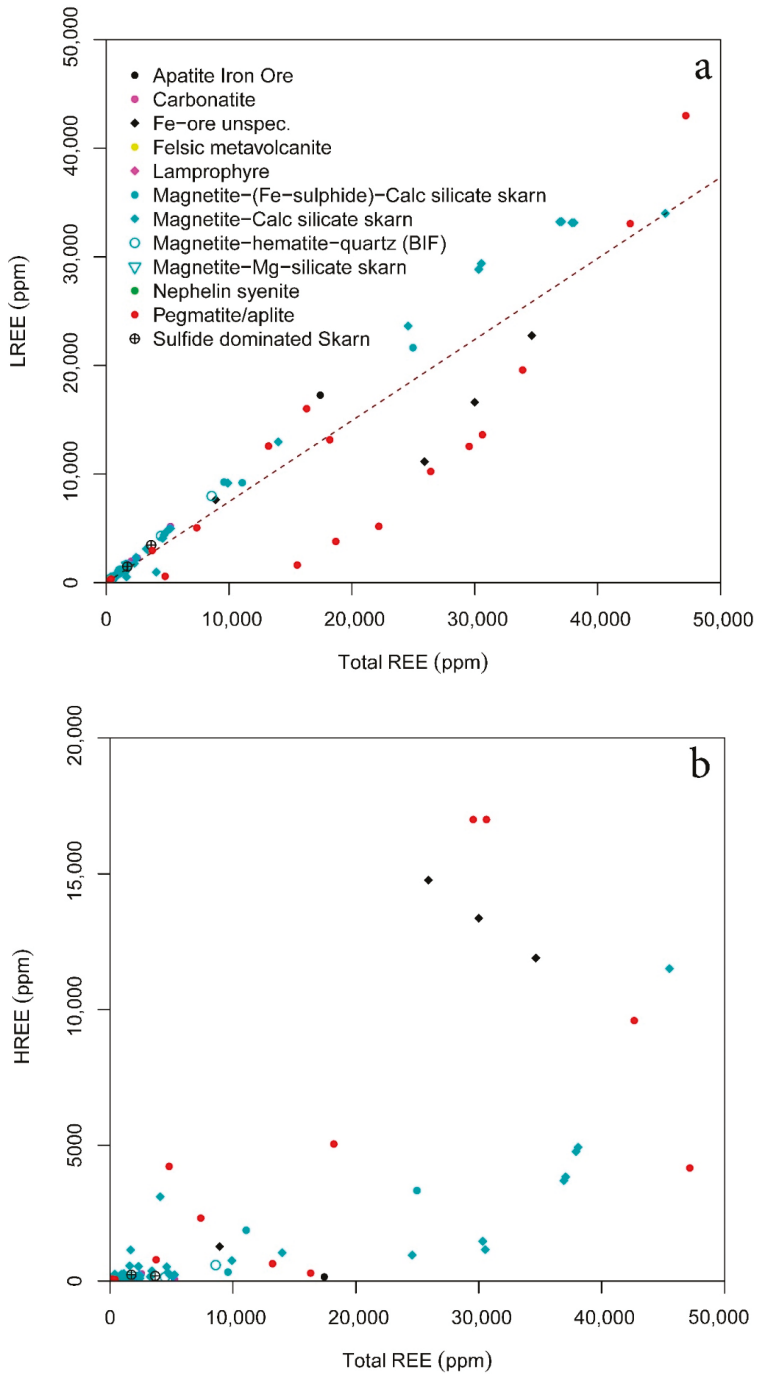 a
50,000
40,000
30,000
20,000
10,000
0
LREE (ppm)
Apatite Iron Ore
Carbonatite
Fe−ore unspec.
Felsic metavolcanite
Lamprophyre
Magnetite−(Fe−sulphide)−Calc silicate skarn
Magnetite−Calc silicate skarn
Magnetite−hematite−quartz (BIF)
Magnetite−Mg−silicate skarn
Nephelin syenite
Pegmatite/aplite
Sulfide dominated Skarn
0 10,000 20,000 30,000 40,000 50,000
Total REE (ppm)
b
20,000
15,000
10,000
5000
0
HREE (ppm)
0 10,000 20,000 30,000 40,000 50,000
Total REE (ppm)